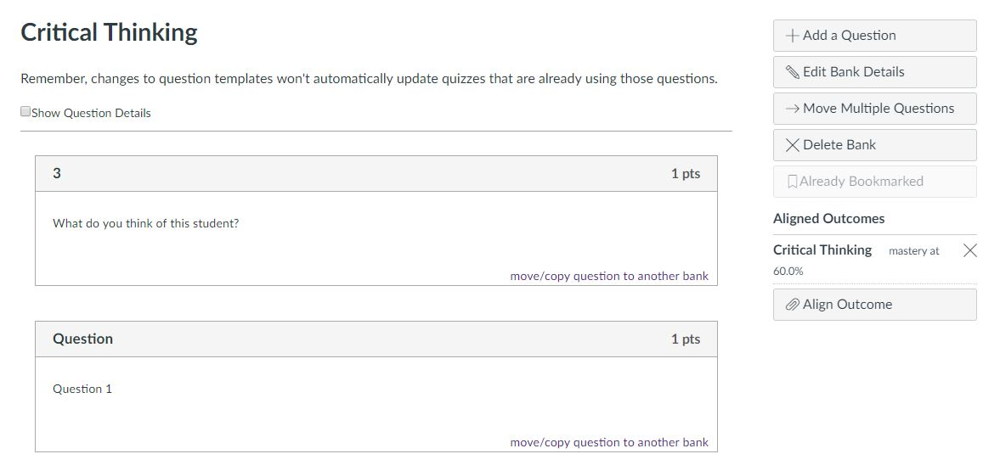 Critical Thinking
Remember, changes to question templates won't automatically update quizzes that are already using those questions.
Show Question Details
3 1 pts
What do you think of this student?
move/copy question to another bank
Question 1 pts
Question 1
move/copy question to another bank
Add a Question
Edit Bank Details
Move Multiple Questions
Delete Bank
Already Bookmarked
Aligned Outcomes
Critical Thinking mastery at
60.0%
Align Outcome